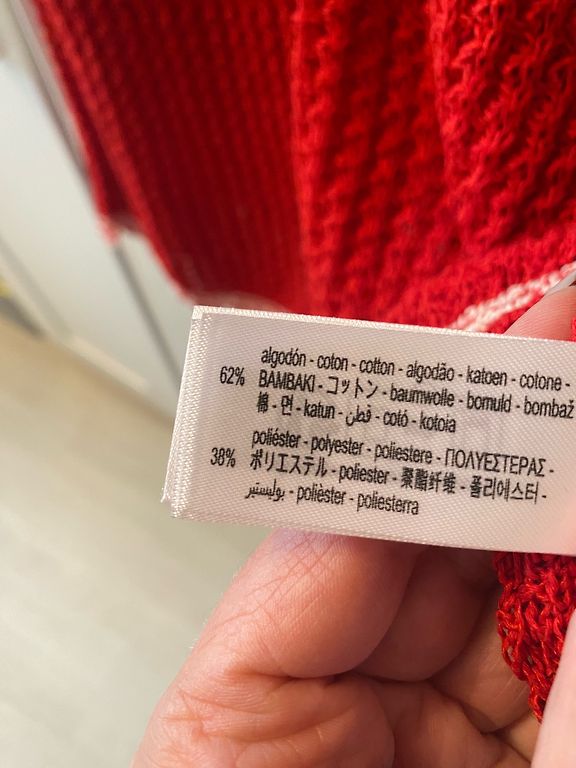 62%
algodón - coton - cotton - algodão - katoen - cotone -
BAMBAKI - コットン - baumwolle - bomuld - bombaž
棉 - 면 - katun - قطن - cotó - kotoia
38%
poliéster - polyester - poliestere - ΠΟΛΥΕΣΤΕΡΑΣ -
ポリエステル - poliester - 聚酯纤维 - 폴리에스터 -
بوليستير - polièster - poliesterra